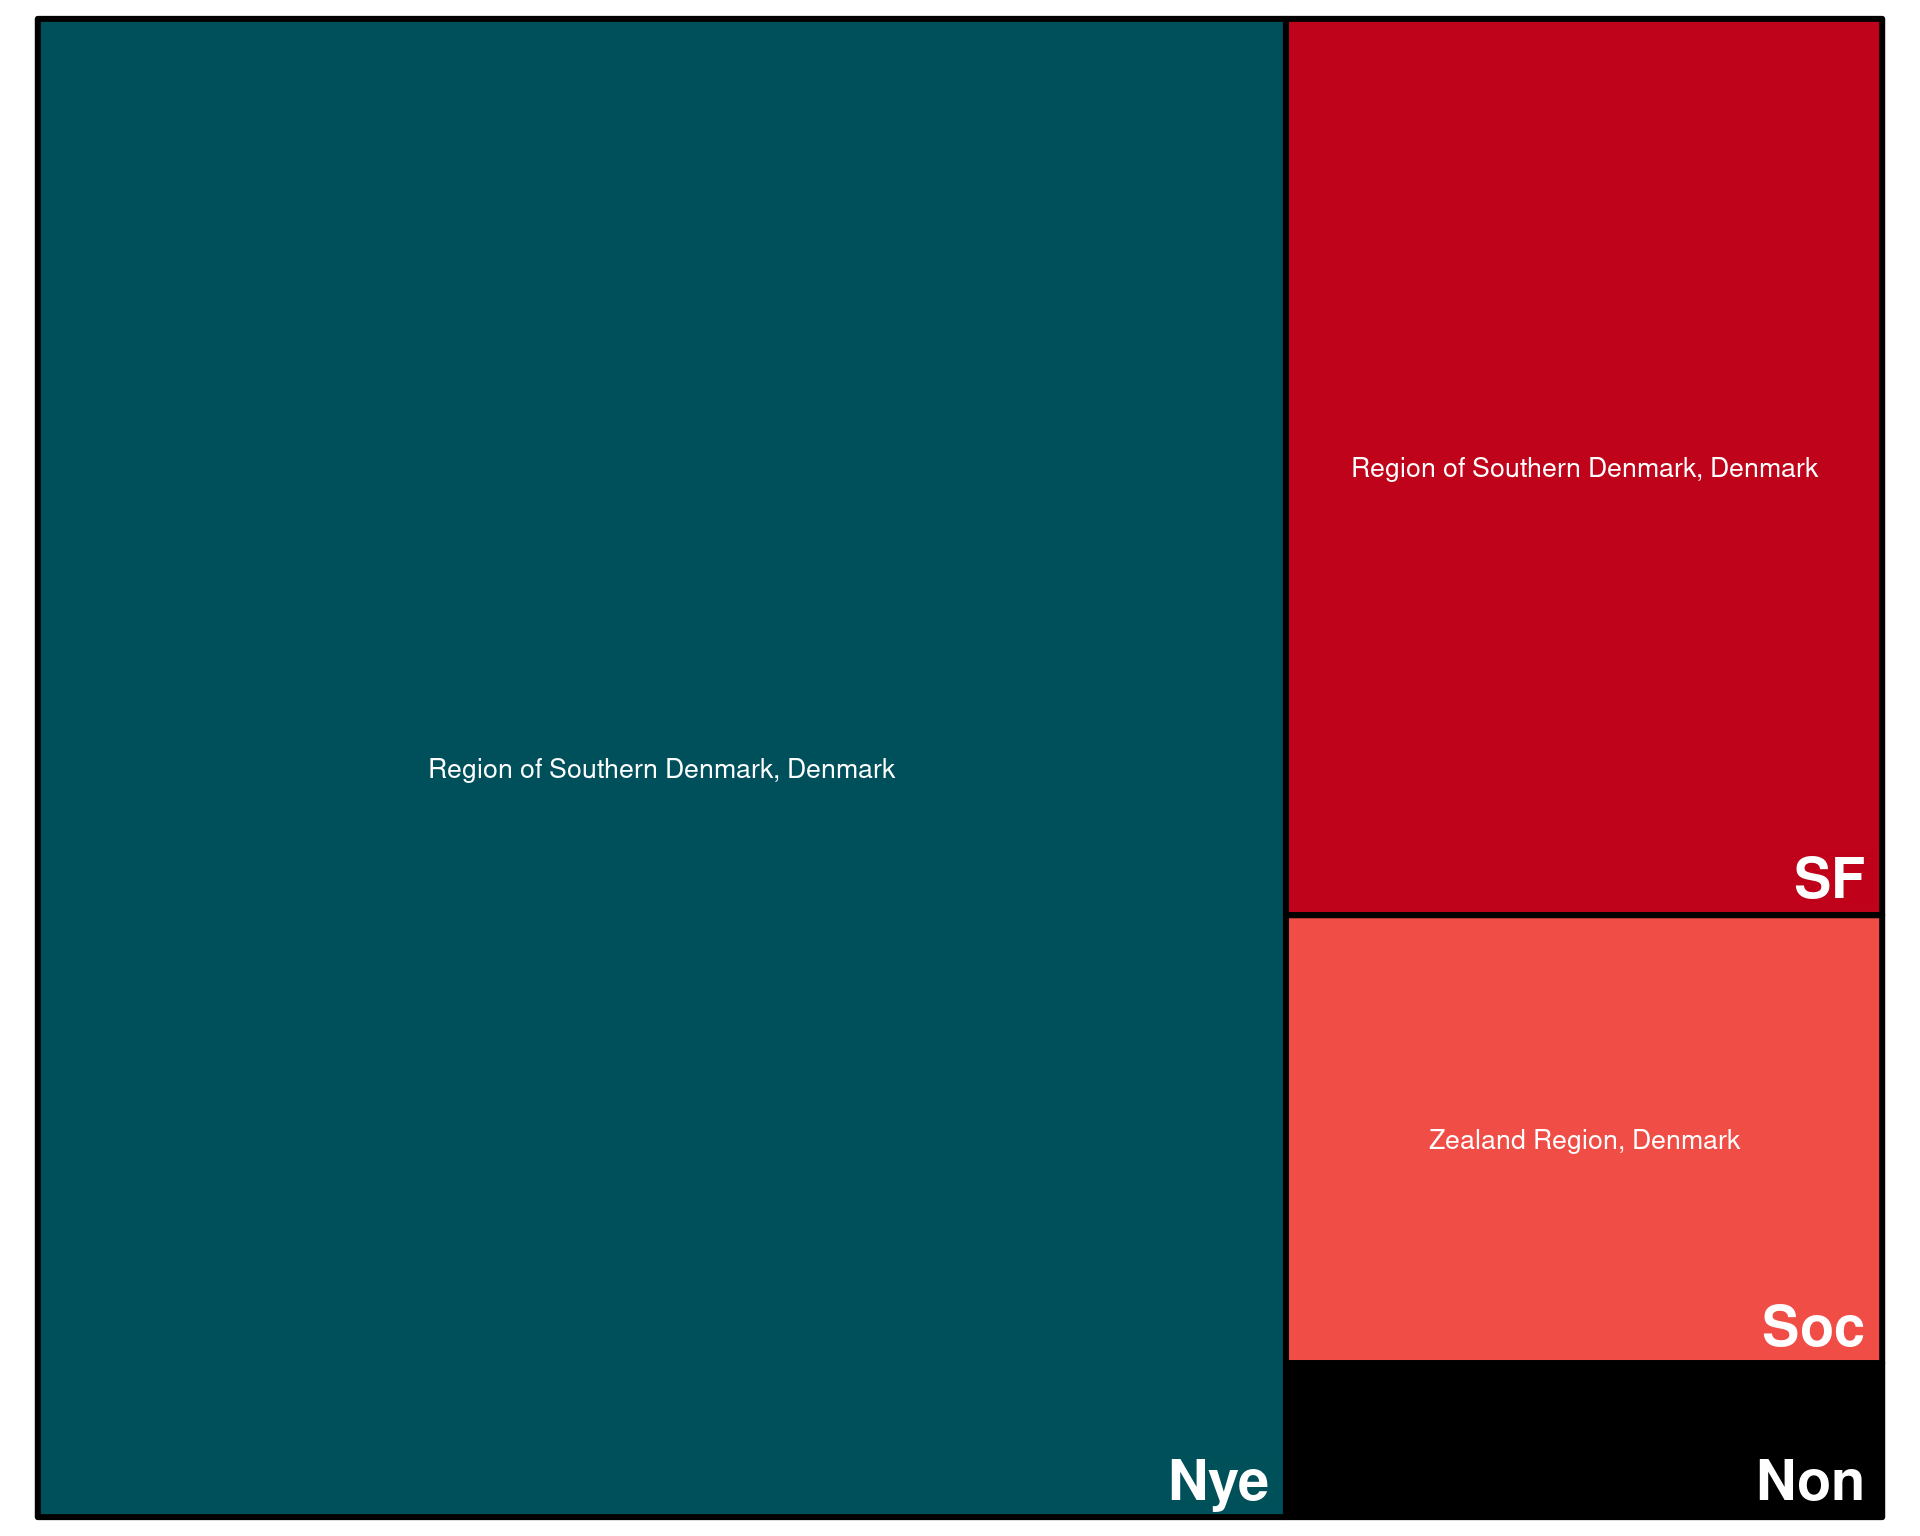 Region of Southern Denmark, Denmark
Nye
Region of Southern Denmark, Denmark
SF
Zealand Region, Denmark
Soc
Non